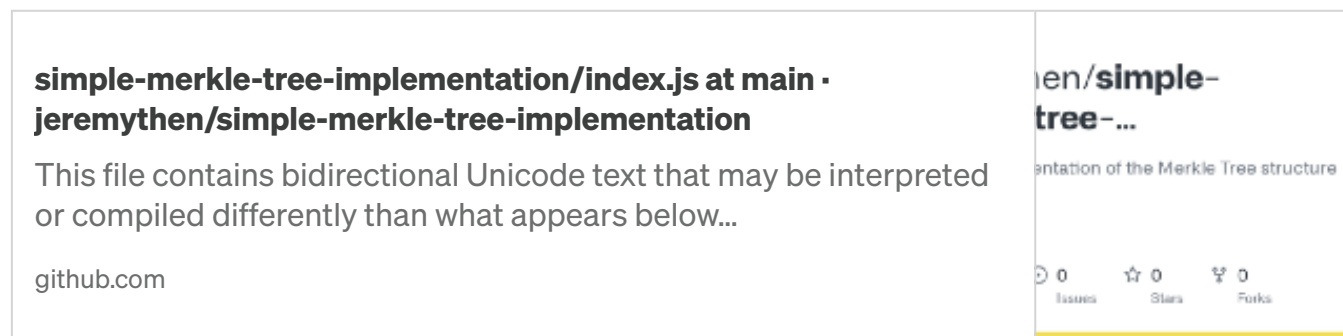 simple-merkle-tree-implementation/index.js at main ·
jeremythen/simple-merkle-tree-implementation
This file contains bidirectional Unicode text that may be interpreted
or compiled differently than what appears below...
github.com
en/simple-
tree-...
entation of the Merkle Tree structure
0 0 0
Issues Stars Forks